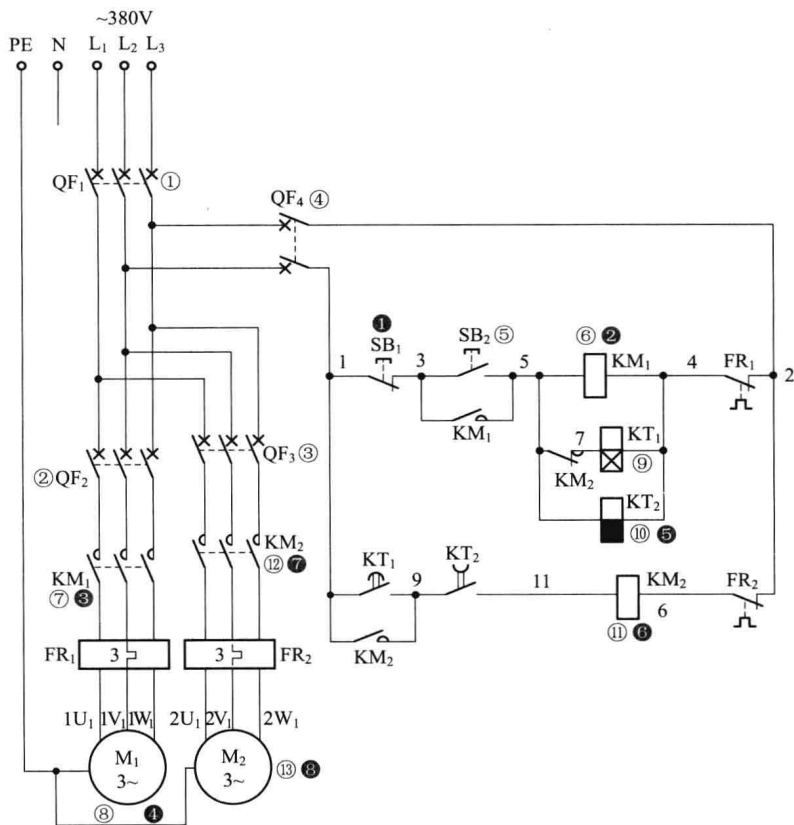 ~380V
PE N L₁ L₂ L₃
QF₁ ①
QF₄ ④
❶
SB₁ SB₂ ⑤ ⑥ ❷
1 3 5 KM₁ 4 FR₁ 2
KM₁
7 KT₁
KM₂ ⑨
KT₂
⑩ ❺
② QF₂ QF₃ ③
KM₁ KM₂
⑦ ❸ ⑫ ❼
KT₁ 9 KT₂ 11 KM₂ FR₂
6
KM₂ ⑪ ❻
FR₁ 3 3 FR₂
1U₁ 1V₁ 1W₁ 2U₁ 2V₁ 2W₁
M₁ M₂
3~ 3~ ⑬ ❽
⑧ ❹